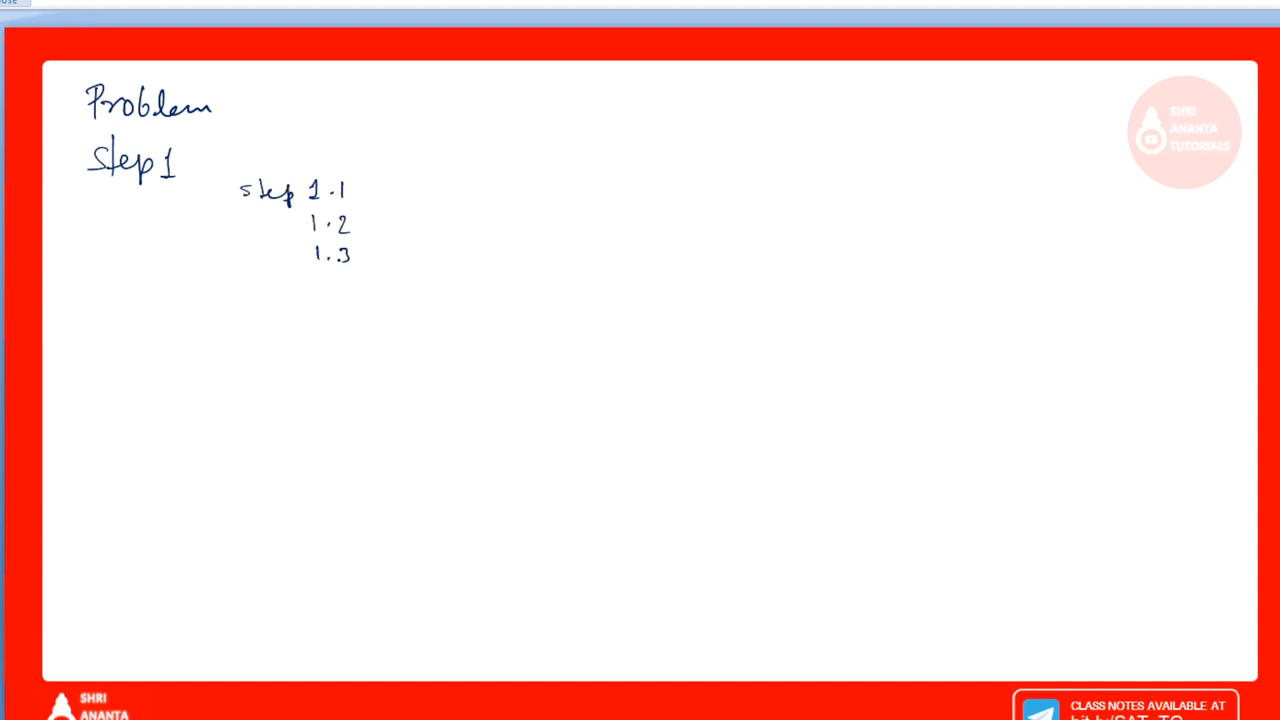 Problem
Step 1
step 1.1
1.2
1.3
SHRI
ANANTA
TUTORIALS
SHRI
ANANTA
CLASS NOTES AVAILABLE AT